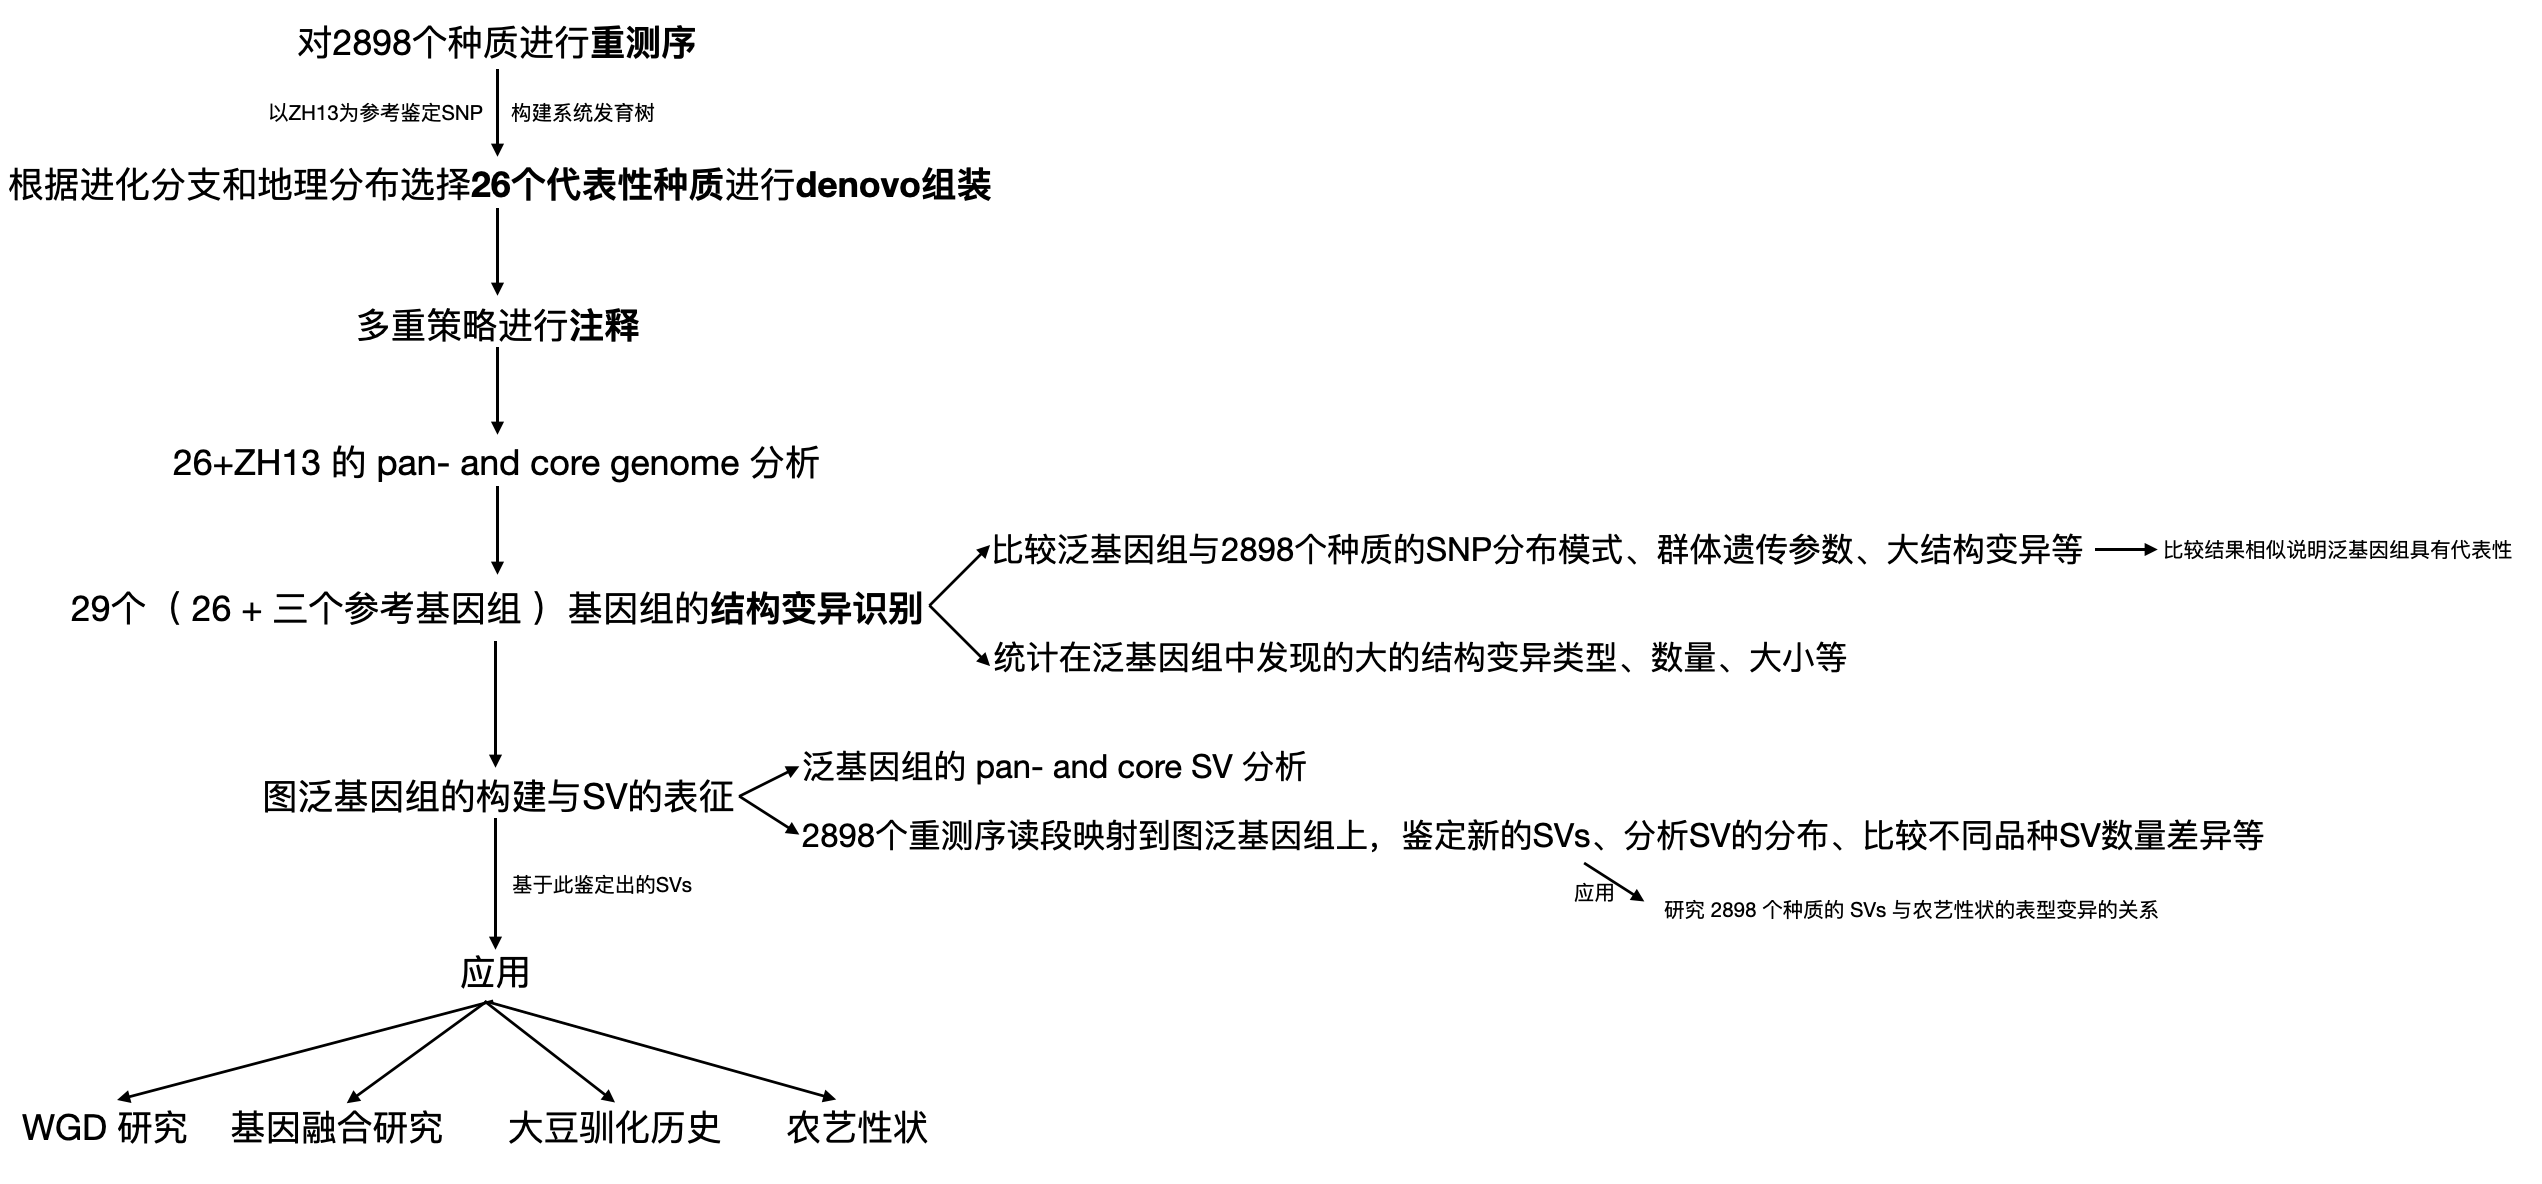 对2898个种质进行重测序
以ZH13为参考鉴定SNP
构建系统发育树
根据进化分支和地理分布选择26个代表性种质进行denovo组装
多重策略进行注释
26+ZH13 的 pan- and core genome 分析
29个（ 26 + 三个参考基因组 ）基因组的结构变异识别
比较泛基因组与2898个种质的SNP分布模式、群体遗传参数、大结构变异等
比较结果相似说明泛基因组具有代表性
统计在泛基因组中发现的大的结构变异类型、数量、大小等
图泛基因组的构建与SV的表征
泛基因组的 pan- and core SV 分析
2898个重测序读段映射到图泛基因组上，鉴定新的SVs、分析SV的分布、比较不同品种SV数量差异等
应用
研究 2898 个种质的 SVs 与农艺性状的表型变异的关系
基于此鉴定出的SVs
应用
WGD 研究
基因融合研究
大豆驯化历史
农艺性状